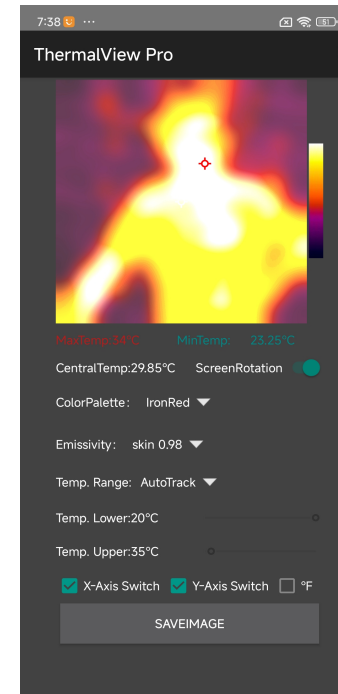 7:38 ···
51
ThermalView Pro
MaxTemp:34°C MinTemp: 23.25°C
CentralTemp:29.85°C ScreenRotation
ColorPalette: IronRed
Emissivity: skin 0.98
Temp. Range: AutoTrack
Temp. Lower:20°C
Temp. Upper:35°C
X-Axis Switch Y-Axis Switch °F
SAVEIMAGE